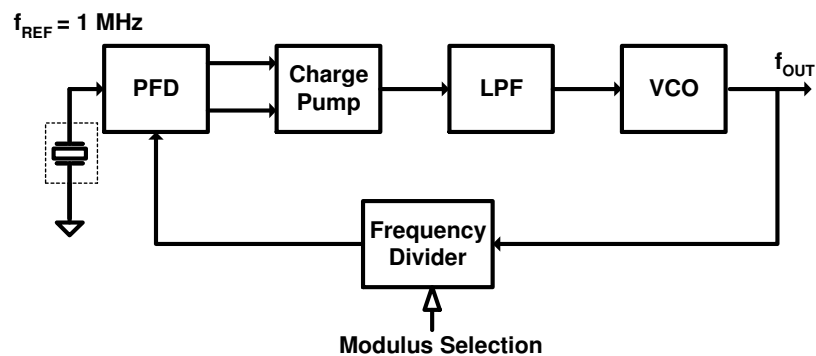 f_REF = 1 MHz
PFD
Charge
Pump
LPF
VCO
f_OUT
Frequency
Divider
Modulus Selection